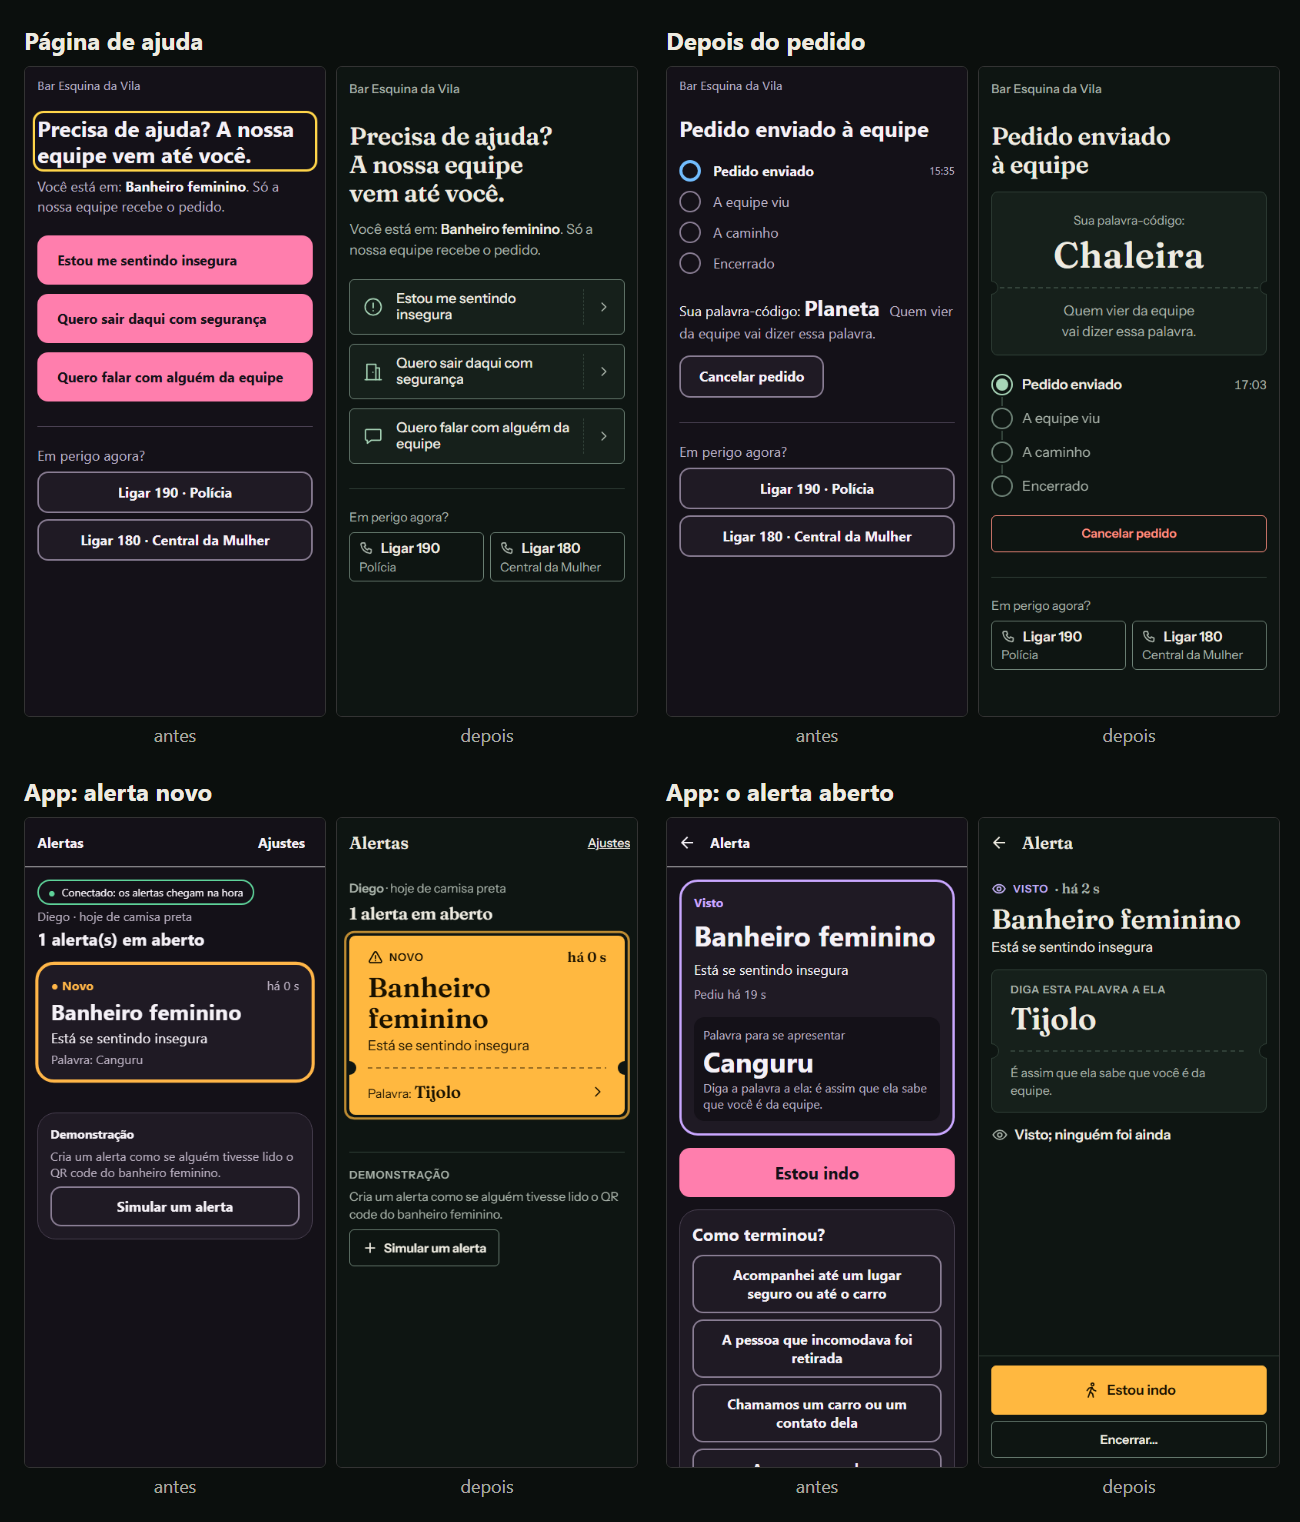 Página de ajuda
Bar Esquina da Vila
Precisa de ajuda? A nossa
equipe vem até você.
Você está em: Banheiro feminino. Só a
nossa equipe recebe o pedido.
Estou me sentindo insegura
Quero sair daqui com segurança
Quero falar com alguém da equipe
Em perigo agora?
Ligar 190 · Polícia
Ligar 180 · Central da Mulher
antes
Bar Esquina da Vila
Precisa de ajuda?
A nossa equipe
vem até você.
Você está em: Banheiro feminino. Só a
nossa equipe recebe o pedido.
Estou me sentindo
insegura
Quero sair daqui com
segurança
Quero falar com alguém da
equipe
Em perigo agora?
Ligar 190
Polícia
Ligar 180
Central da Mulher
depois
Depois do pedido
Bar Esquina da Vila
Pedido enviado à equipe
Pedido enviado 15:35
A equipe viu
A caminho
Encerrado
Sua palavra-código: Planeta Quem vier
da equipe vai dizer essa palavra.
Cancelar pedido
Em perigo agora?
Ligar 190 · Polícia
Ligar 180 · Central da Mulher
antes
Bar Esquina da Vila
Pedido enviado
à equipe
Sua palavra-código:
Chaleira
Quem vier da equipe
vai dizer essa palavra.
Pedido enviado 17:03
A equipe viu
A caminho
Encerrado
Cancelar pedido
Em perigo agora?
Ligar 190
Polícia
Ligar 180
Central da Mulher
depois
App: alerta novo
Alertas Ajustes
Conectado: os alertas chegam na hora
Diego · hoje de camisa preta
1 alerta(s) em aberto
Novo há 0 s
Banheiro feminino
Está se sentindo insegura
Palavra: Canguru
Demonstração
Cria um alerta como se alguém tivesse lido o
QR code do banheiro feminino.
Simular um alerta
antes
Alertas Ajustes
Diego · hoje de camisa preta
1 alerta em aberto
NOVO há 0 s
Banheiro
feminino
Está se sentindo insegura
Palavra: Tijolo
DEMONSTRAÇÃO
Cria um alerta como se alguém tivesse lido o QR
code do banheiro feminino.
Simular um alerta
depois
App: o alerta aberto
Alerta
Visto
Banheiro feminino
Está se sentindo insegura
Pediu há 19 s
Palavra para se apresentar
Canguru
Diga a palavra a ela: é assim que ela sabe
que você é da equipe.
Estou indo
Como terminou?
Acompanhei até um lugar
seguro ou até o carro
A pessoa que incomodava foi
retirada
Chamamos um carro ou um
contato dela
antes
Alerta
VISTO · há 2 s
Banheiro feminino
Está se sentindo insegura
DIGA ESTA PALAVRA A ELA
Tijolo
É assim que ela sabe que você é da
equipe.
Visto; ninguém foi ainda
Estou indo
Encerrar...
depois